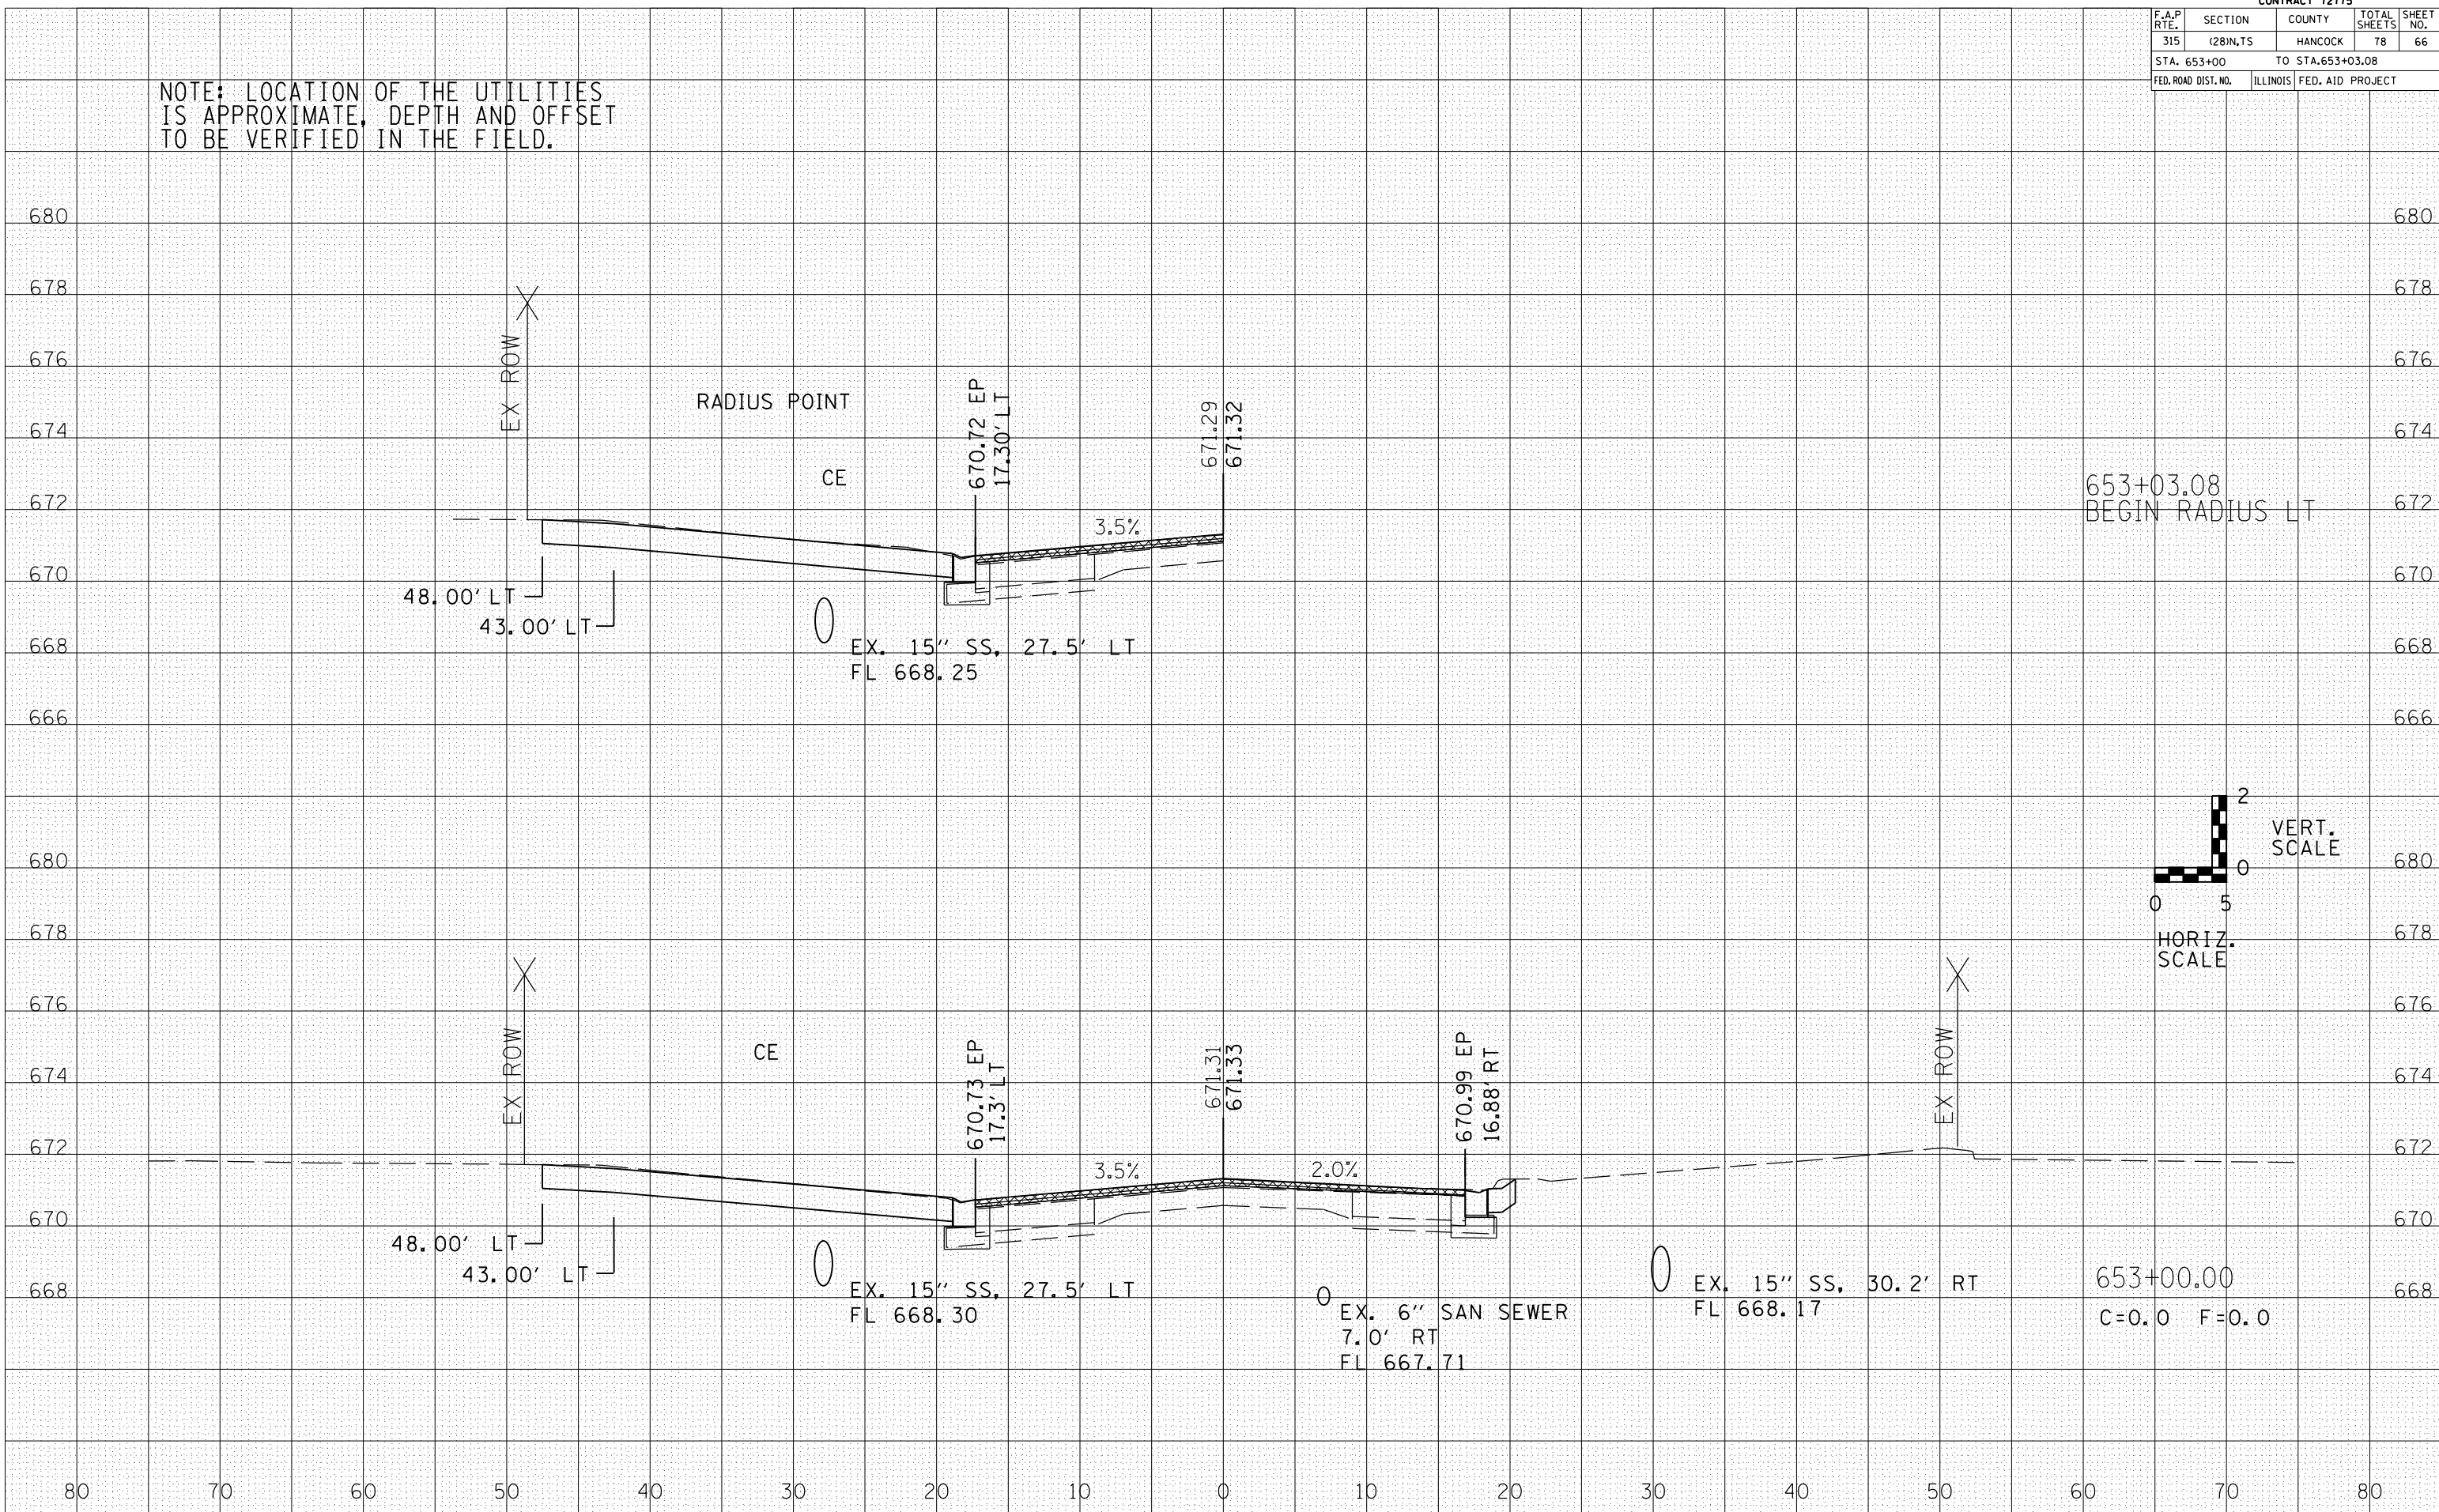 CONTRACT 72775
F.A.P RTE. SECTION COUNTY TOTAL SHEETS SHEET NO.
315 (28)N,TS HANCOCK 78 66
STA. 653+00 TO STA.653+03.08
FED. ROAD DIST. NO. ILLINOIS FED. AID PROJECT
NOTE: LOCATION OF THE UTILITIES
IS APPROXIMATE, DEPTH AND OFFSET
TO BE VERIFIED IN THE FIELD.
680 680
678 678
676 676
674 674
672 672
670 670
668 668
666 666
EX ROW
RADIUS POINT
CE
670.72 EP
17.30' LT
671.29
671.32
3.5%
653+03.08
BEGIN RADIUS LT
48.00' LT
43.00' LT
EX. 15" SS, 27.5' LT
FL 668.25
2
VERT.
SCALE
0
0 5
HORIZ.
SCALE
680 680
678 678
676 676
674 674
672 672
670 670
668 668
EX ROW
CE
670.73 EP
17.3' LT
671.31
671.33
670.99 EP
16.88' RT
EX ROW
3.5%
2.0%
48.00' LT
43.00' LT
EX. 15" SS, 27.5' LT
FL 668.30
EX. 6" SAN SEWER
7.0' RT
FL 667.71
EX. 15" SS, 30.2' RT
FL 668.17
653+00.00
C=0.0 F=0.0
80 70 60 50 40 30 20 10 0 10 20 30 40 50 60 70 80